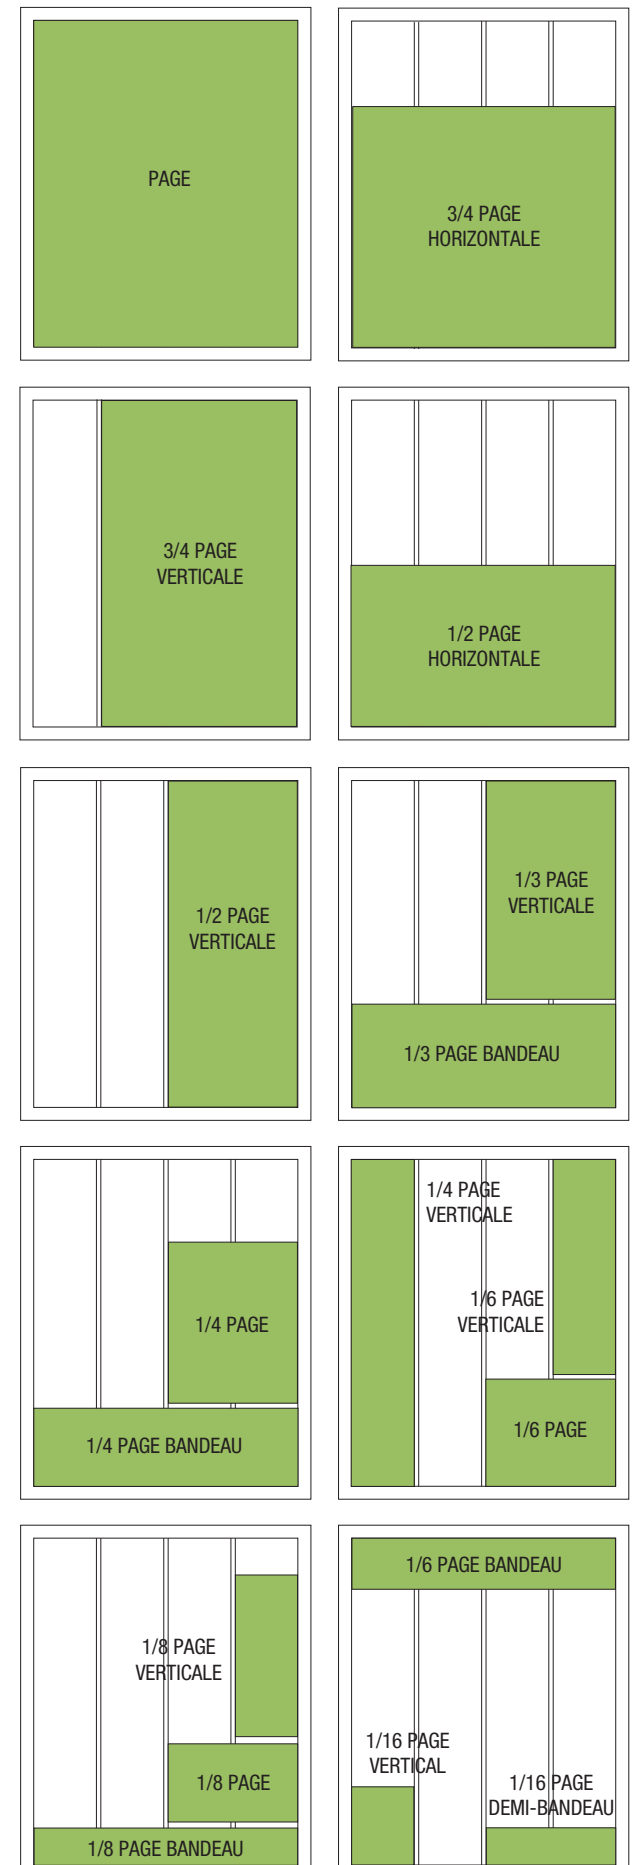 PAGE
3/4 PAGE
HORIZONTALE
3/4 PAGE
VERTICALE
1/2 PAGE
HORIZONTALE
1/2 PAGE
VERTICALE
1/3 PAGE
VERTICALE
1/3 PAGE BANDEAU
1/4 PAGE
1/4 PAGE BANDEAU
1/4 PAGE
VERTICALE
1/6 PAGE
VERTICALE
1/6 PAGE
1/8 PAGE
VERTICALE
1/8 PAGE
1/8 PAGE BANDEAU
1/6 PAGE BANDEAU
1/16 PAGE
VERTICAL
1/16 PAGE
DEMI-BANDEAU